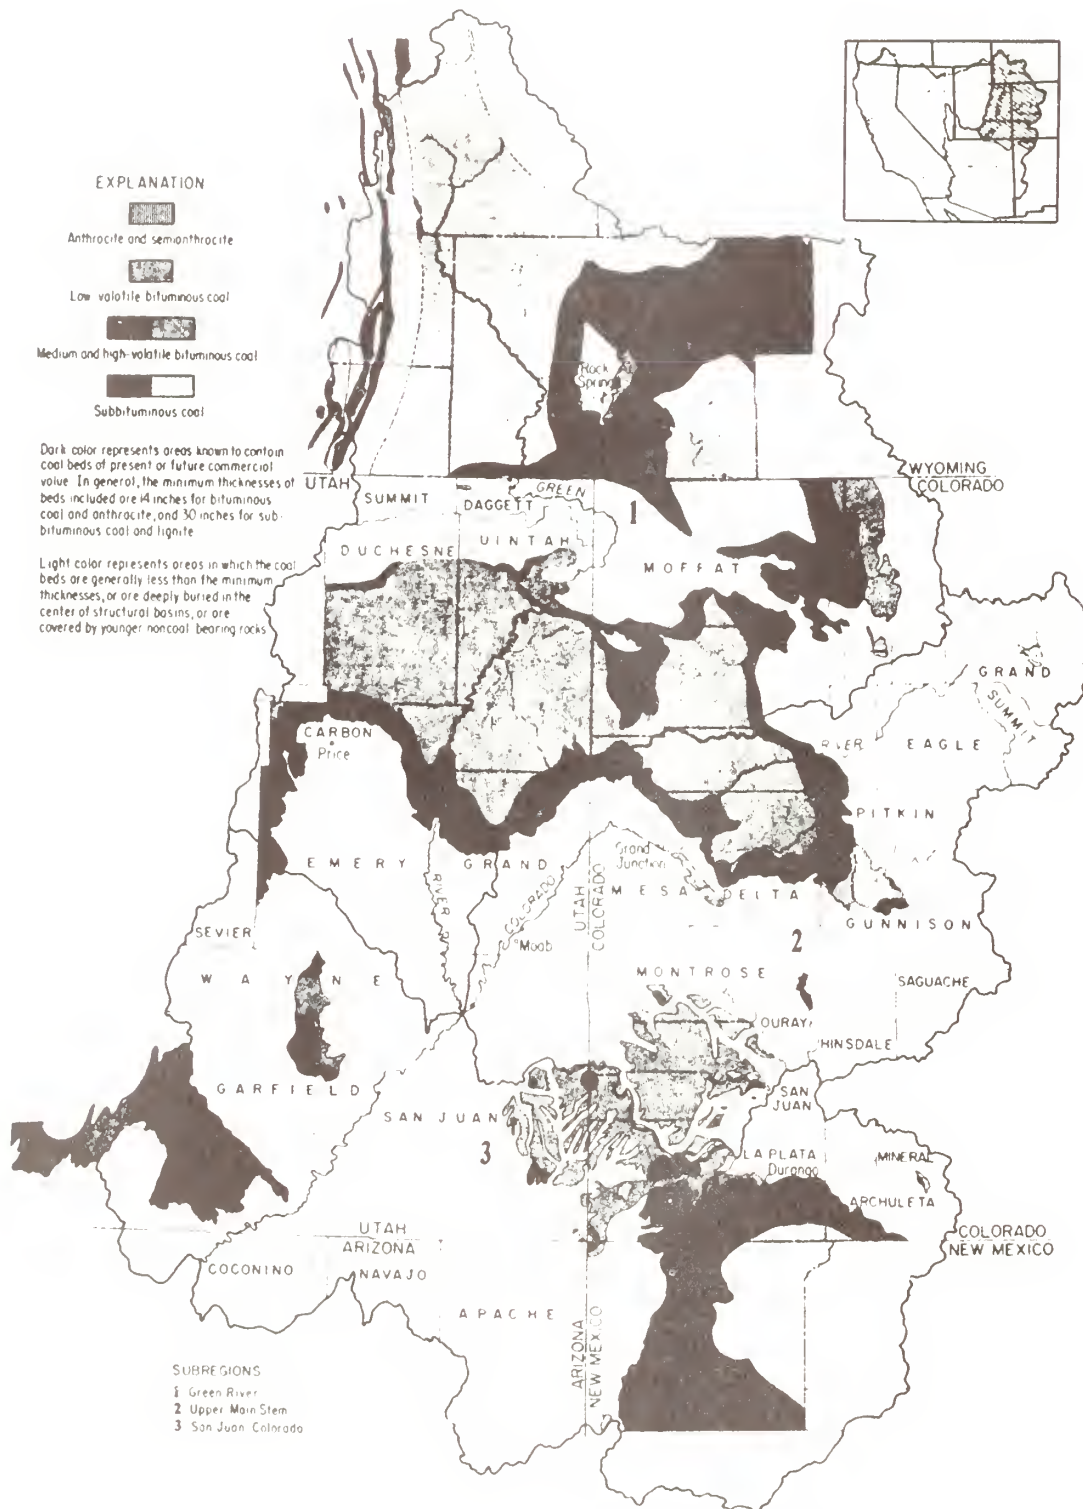 EXPLANATION
Anthrocite and semionthrocite
Low volatile bituminous coal
Medium and high-volatile bituminous coal
Subbituminous coal
Dark color represents areas known to contain
coal beds of present or future commercial
value. In general, the minimum thicknesses of
beds included are 14 inches for bituminous
coal and anthracite, and 30 inches for sub-
bituminous coal and lignite
Light color represents areas in which the coal
beds are generally less than the minimum
thicknesses, or are deeply buried in the
center of structural basins, or are
covered by younger noncoal bearing rocks
Rock
Springs
WYOMING
COLORADO
UTAH
SUMMIT
DAGGETT
GREEN
1
DUCHESNE
UINTAH
MOFFAT
GRAND
SUMMIT
CARBON
Price
RIVER
EAGLE
PITKIN
EMERY
GRAND
RIVER
COLORADO
UTAH
COLORADO
Grand
Junction
MESA
DELTA
GUNNISON
SEVIER
Moab
2
WAYNE
MONTROSE
SAGUACHE
OURAY
HINSDALE
GARFIELD
SAN JUAN
SAN
JUAN
3
LA PLATA
Durango
MINERAL
ARCHULETA
UTAH
ARIZONA
COLORADO
NEW MEXICO
COCONINO
NAVAJO
APACHE
ARIZONA
NEW MEXICO
SUBREGIONS
1 Green River
2 Upper Main Stem
3 San Juan Colorado